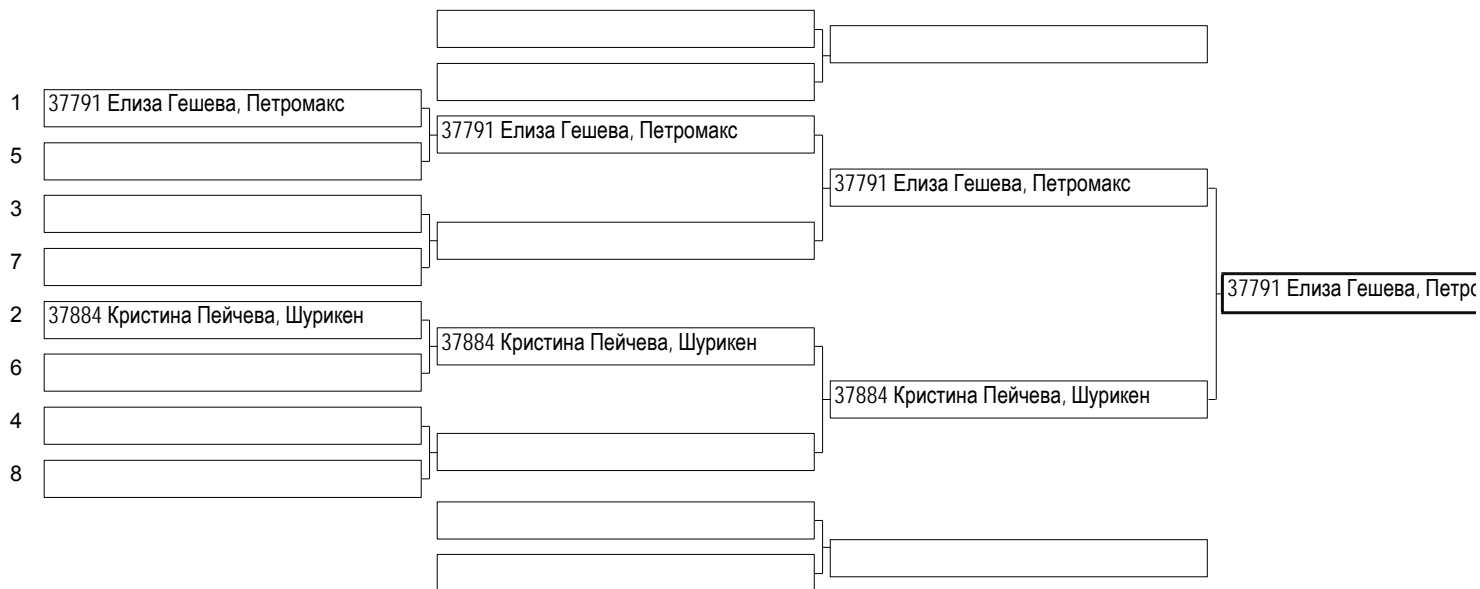 1 37791 Елиза Гешева, Петромакс
37791 Елиза Гешева, Петромакс
5
37791 Елиза Гешева, Петромакс
3
7
37791 Елиза Гешева,
2 37884 Кристина Пейчева, Шурикен
37884 Кристина Пейчева, Шурикен
6
37884 Кристина Пейчева, Шурикен
4
8